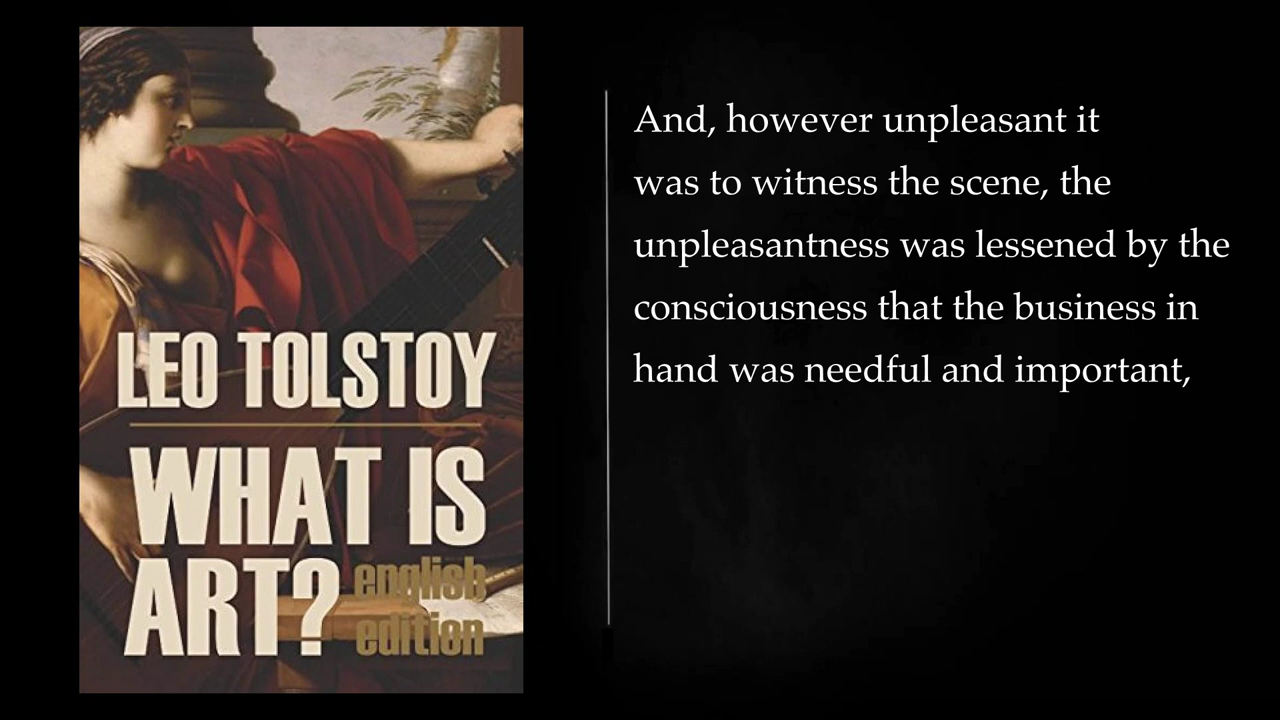 LEO TOLSTOY
WHAT IS
ART?
english
edition
And, however unpleasant it
was to witness the scene, the
unpleasantness was lessened by the
consciousness that the business in
hand was needful and important,